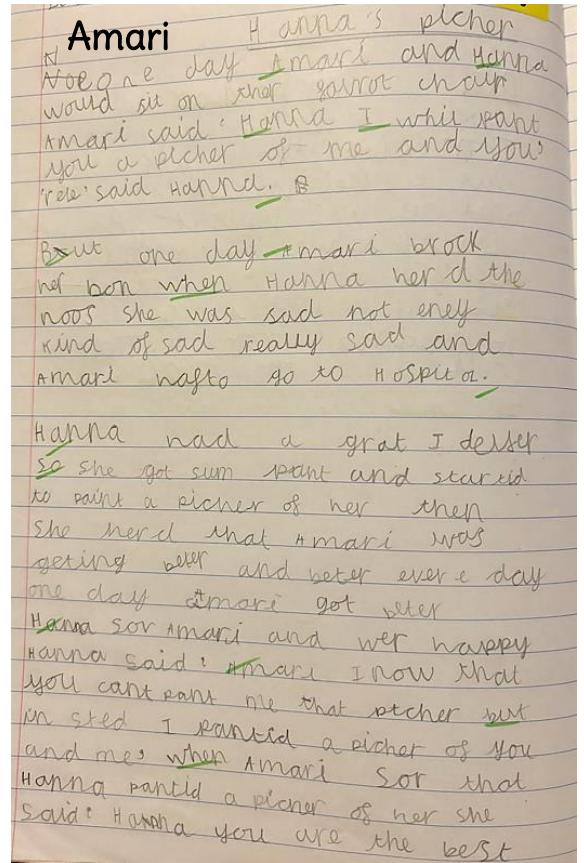 Amari
Hanna's picher
one day Amari and Hanna
would sit on ther chair
Amari said 'Hanna I whil pant
you a picher of me and you'
said Hanna.
But one day Amari brock
her bon when Hanna her d the
noos she was sad not eney
kind of sad really sad and
Amari hafto go to Hospital.
Hanna had a grat I deer
So she got sum pant and startid
to paint a picher of her then
She herd that Amari was
geting beter and beter evere day
one day Amari got beter
Hanna sor Amari and wer happy
Hanna said ' Amari I now that
you cant pant me that picher but
in sted I pantid a picher of you
and me' when Amari sor that
Hanna pantid a picher of her she
said ' Hanna you are the best